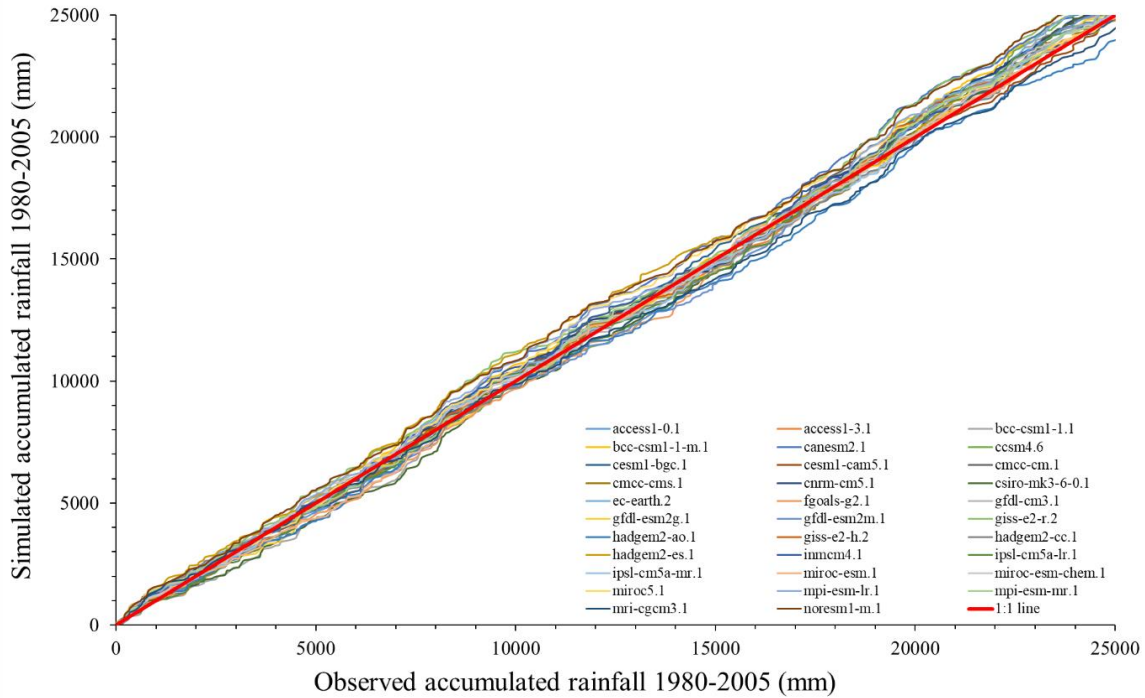 Simulated accumulated rainfall 1980-2005 (mm)
25000
20000
15000
10000
5000
0
access1-0.1 access1-3.1 bcc-csm1-1.1
bcc-csm1-1-m.1 canesm2.1 ccsm4.6
cesm1-bgc.1 cesm1-cam5.1 cmcc-cm.1
cmcc-cms.1 cnrm-cm5.1 csiro-mk3-6-0.1
ec-earth.2 fgoals-g2.1 gfdl-cm3.1
gfdl-esm2g.1 gfdl-esm2m.1 giss-e2-r.2
hadgem2-ao.1 giss-e2-h.2 hadgem2-cc.1
hadgem2-es.1 inmcm4.1 ipsl-cm5a-lr.1
ipsl-cm5a-mr.1 miroc-esm.1 miroc-esm-chem.1
miroc5.1 mpi-esm-lr.1 mpi-esm-mr.1
mri-cgcm3.1 noresm1-m.1 1:1 line
0 5000 10000 15000 20000 25000
Observed accumulated rainfall 1980-2005 (mm)